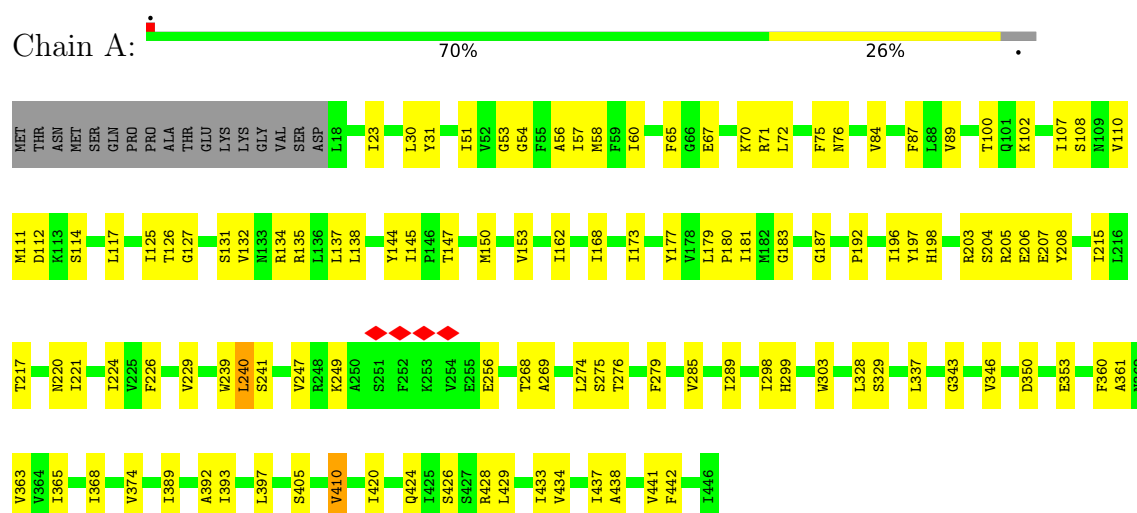 Chain A:
70% 26%
MET THR ASN MET SER GLN PRO PRO ALA THR GLU LYS LYS GLY VAL SER ASP L18 I23 L30 Y31 I51 V52 G53 G54 F55 A56 I57 M58 F59 I60 F65 G66 E67 K70 R71 L72 F75 N76 V84 F87 L88 V89 T100 Q101 K102 I107 S108 N109 V110
M111 D112 K113 S114 L117 I125 T126 G127 S131 V132 N133 R134 R135 L136 L137 L138 Y144 I145 P146 T147 M150 V153 I162 I168 I173 Y177 V178 L179 P180 I181 M182 G183 G187 P192 I196 Y197 H198 R203 S204 R205 E206 E207 Y208 I215 L216
T217 N220 I221 I224 V225 F226 V229 W239 L240 S241 V247 R248 K249 A250 S251 F252 K253 V254 E255 E256 T268 A269 L274 S275 T276 F279 V285 I289 I298 H299 W303 L328 S329 L337 G343 V346 D350 E353 F360 A361
V363 V364 I365 I368 V374 I389 A392 I393 L397 S405 V410 I420 Q424 I425 S426 S427 R428 L429 I433 V434 I437 A438 V441 F442 I446